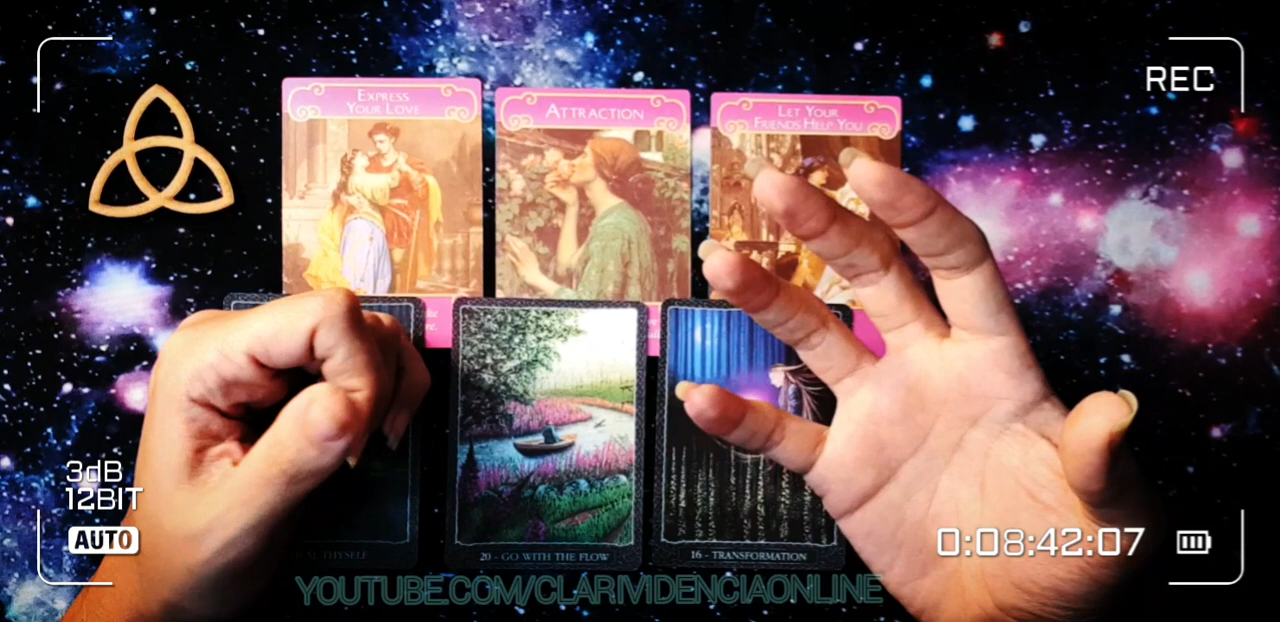 REC
EXPRESS
YOUR LOVE
ATTRACTION
LET YOUR
FRIENDS HELP YOU
3dB
12BIT
AUTO
THYSELF
20 - GO WITH THE FLOW
16 - TRANSFORMATION
0:08:42:07
YOUTUBE.COM/CLARIVIDENCIAONLINE